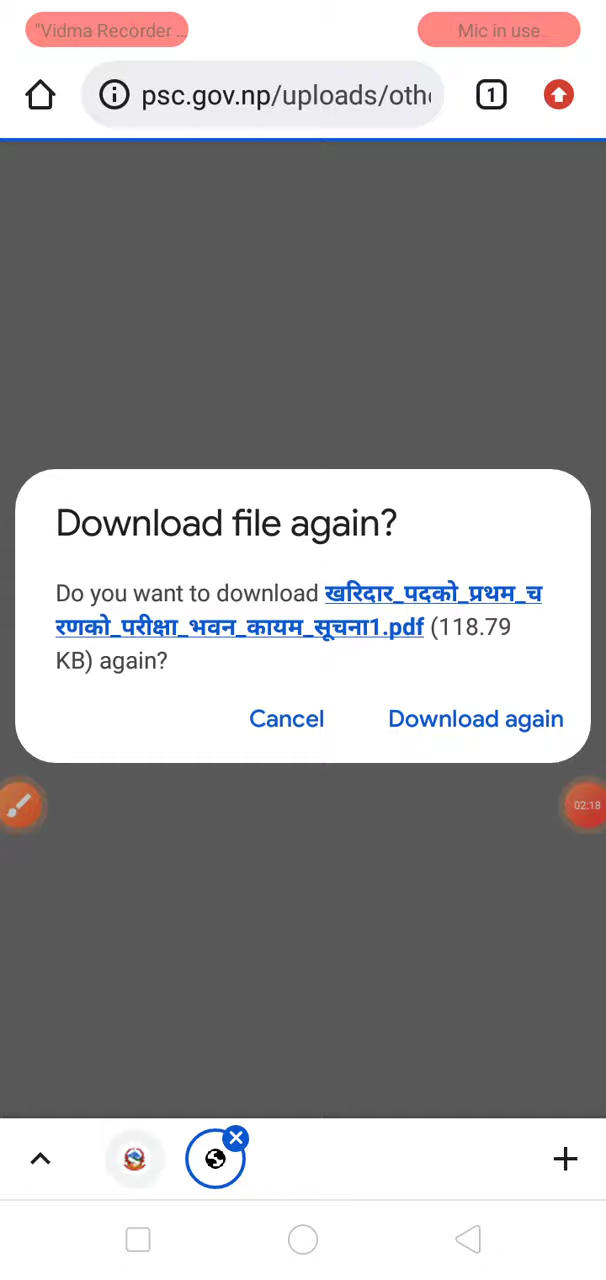 "Vidma Recorder ...
Mic in use
psc.gov.np/uploads/othe
1
Download file again?
Do you want to download खरिदार_पदको_प्रथम_च
रणको_परीक्षा_भवन_कायम_सूचना1.pdf (118.79
KB) again?
Cancel
Download again
02:18